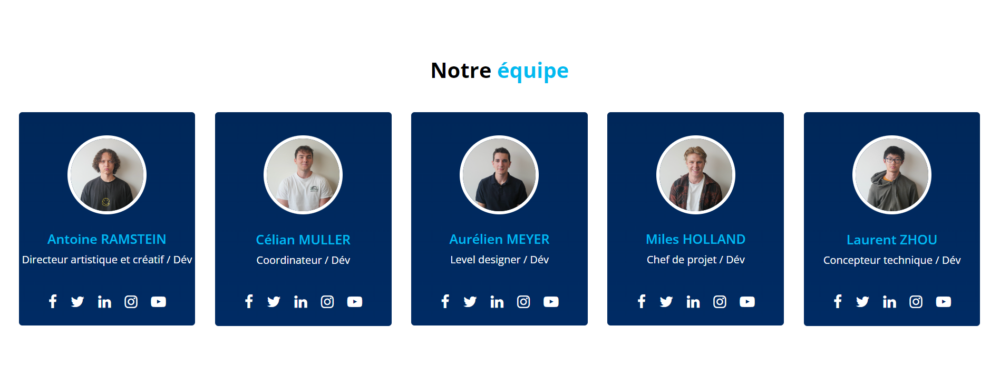 Notre équipe
Antoine RAMSTEIN
Directeur artistique et créatif / Dév
Célian MULLER
Coordinateur / Dév
Aurélien MEYER
Level designer / Dév
Miles HOLLAND
Chef de projet / Dév
Laurent ZHOU
Concepteur technique / Dév